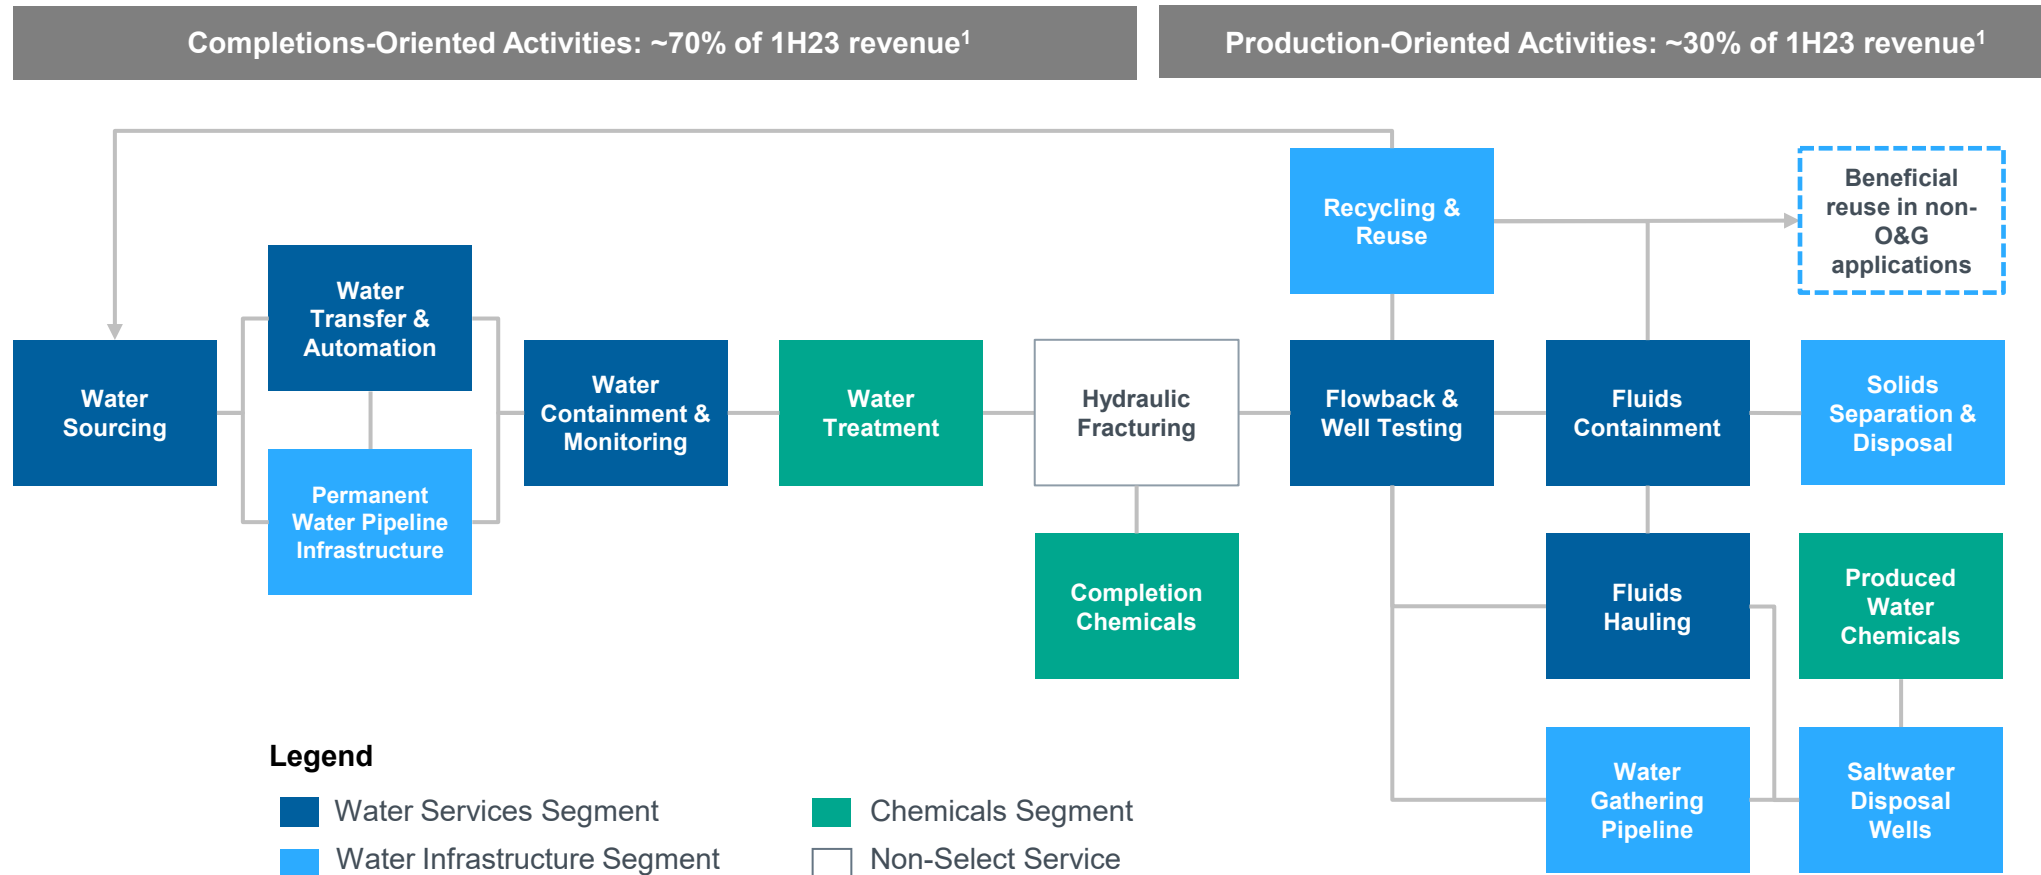 Completions-Oriented Activities: ~70% of 1H23 revenue1
Production-Oriented Activities: ~30% of 1H23 revenue1
Beneficial
reuse in non-
O&G
applications
Recycling &
Reuse
Water
Transfer &
Automation
Water
Sourcing
Permanent
Water Pipeline
Infrastructure
Water
Containment &
Monitoring
Water
Treatment
Hydraulic
Fracturing
Completion
Chemicals
Flowback &
Well Testing
Fluids
Containment
Solids
Separation &
Disposal
Fluids
Hauling
Produced
Water
Chemicals
Water
Gathering
Pipeline
Saltwater
Disposal
Wells
Legend
Water Services Segment
Chemicals Segment
Water Infrastructure Segment
Non-Select Service